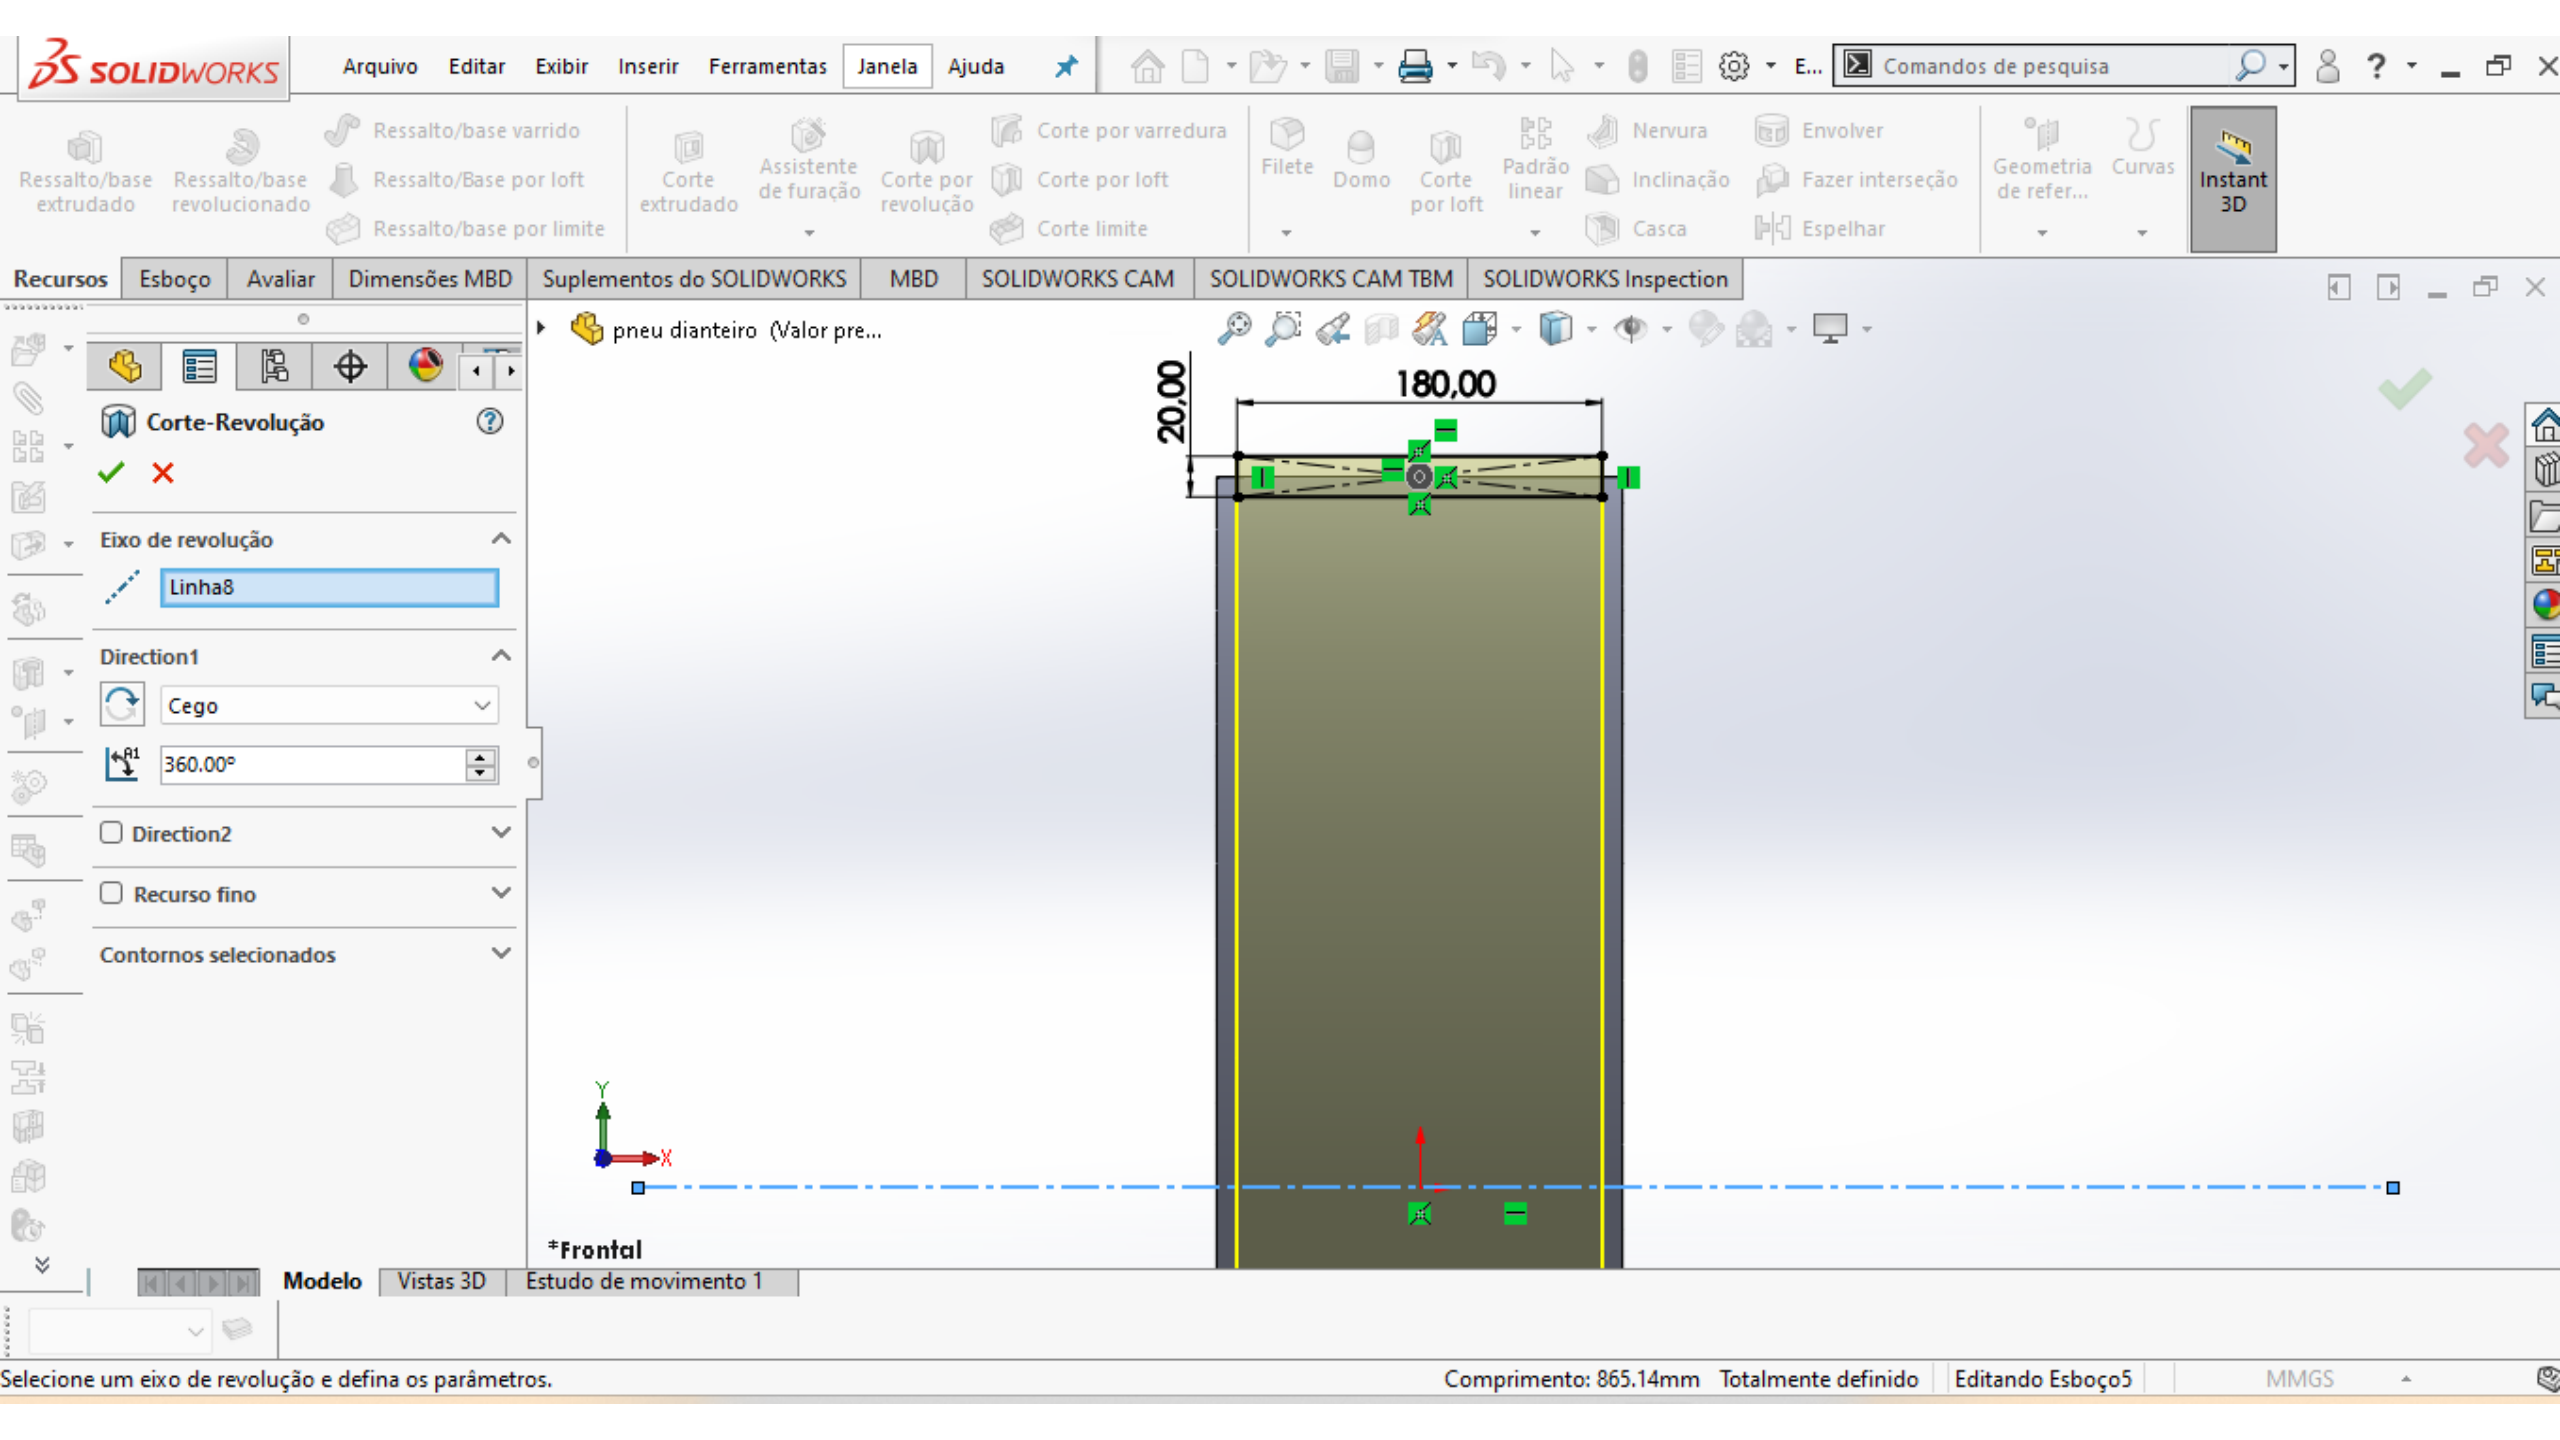 SOLIDWORKS
Arquivo Editar Exibir Inserir Ferramentas Janela Ajuda E... Comandos de pesquisa ?
Ressalto/base extrudado
Ressalto/base revolucionado
Ressalto/base varrido
Ressalto/Base por loft
Ressalto/base por limite
Corte extrudado
Assistente de furação
Corte por revolução
Corte por varredura
Corte por loft
Corte limite
Filete
Domo
Corte por loft
Padrão linear
Nervura
Inclinação
Casca
Envolver
Fazer interseção
Espelhar
Geometria de refer...
Curvas
Instant 3D
Recursos Esboço Avaliar Dimensões MBD Suplementos do SOLIDWORKS MBD SOLIDWORKS CAM SOLIDWORKS CAM TBM SOLIDWORKS Inspection
pneu dianteiro (Valor pre...
Corte-Revolução
Eixo de revolução
Linha8
Direction1
Cego
A1
360.00°
Direction2
Recurso fino
Contornos selecionados
180,00
20,00
Y
X
*Frontal
Modelo Vistas 3D Estudo de movimento 1
Selecione um eixo de revolução e defina os parâmetros. Comprimento: 865.14mm Totalmente definido Editando Esboço5 MMGS